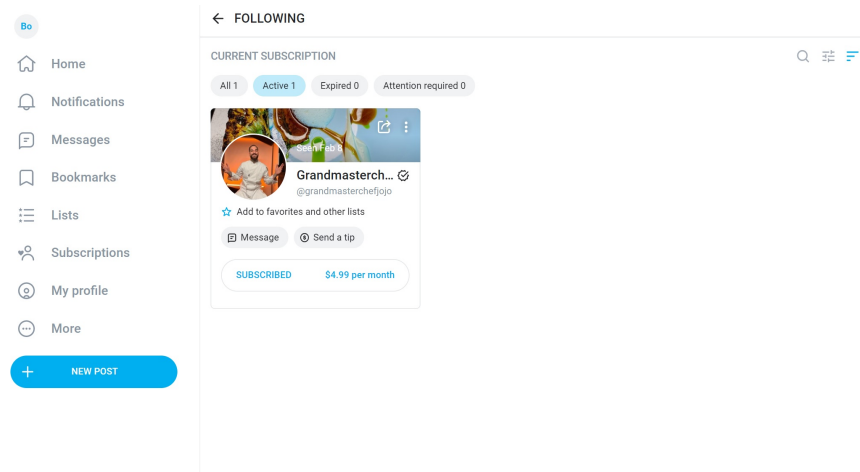 Bo
Home
Notifications
Messages
Bookmarks
Lists
Subscriptions
My profile
More
NEW POST
FOLLOWING
CURRENT SUBSCRIPTION
All 1
Active 1
Expired 0
Attention required 0
Seen Feb 8
Grandmasterch...
@grandmasterchefjojo
Add to favorites and other lists
Message
Send a tip
SUBSCRIBED $4.99 per month